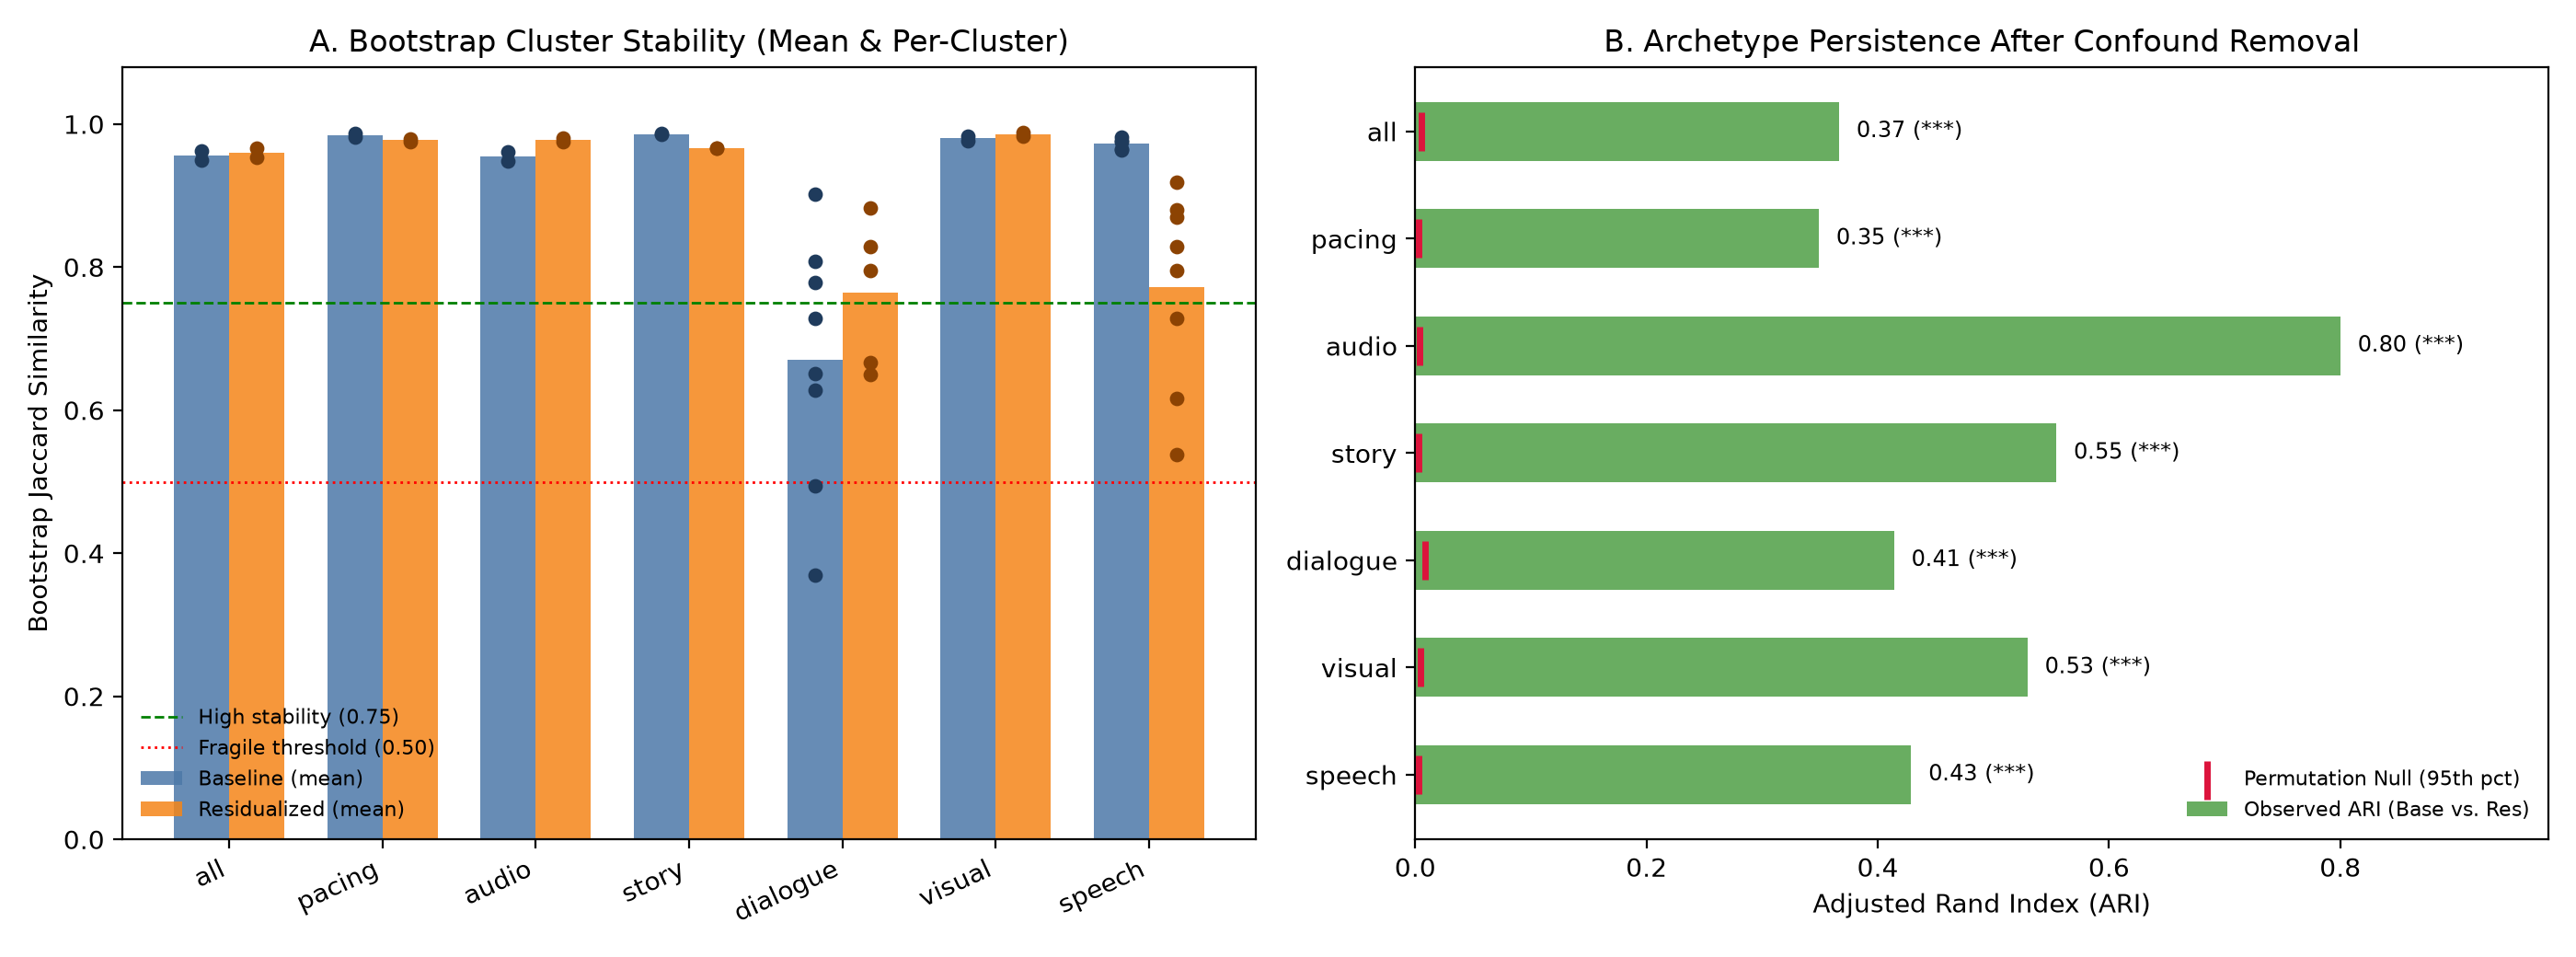 A. Bootstrap Cluster Stability (Mean & Per-Cluster)
Bootstrap Jaccard Similarity
1.0
0.8
0.6
0.4
0.2
0.0
High stability (0.75)
Fragile threshold (0.50)
Baseline (mean)
Residualized (mean)
all
pacing
audio
story
dialogue
visual
speech
B. Archetype Persistence After Confound Removal
all
0.37 (***)
pacing
0.35 (***)
audio
0.80 (***)
story
0.55 (***)
dialogue
0.41 (***)
visual
0.53 (***)
speech
0.43 (***)
Permutation Null (95th pct)
Observed ARI (Base vs. Res)
0.0
0.2
0.4
0.6
0.8
Adjusted Rand Index (ARI)